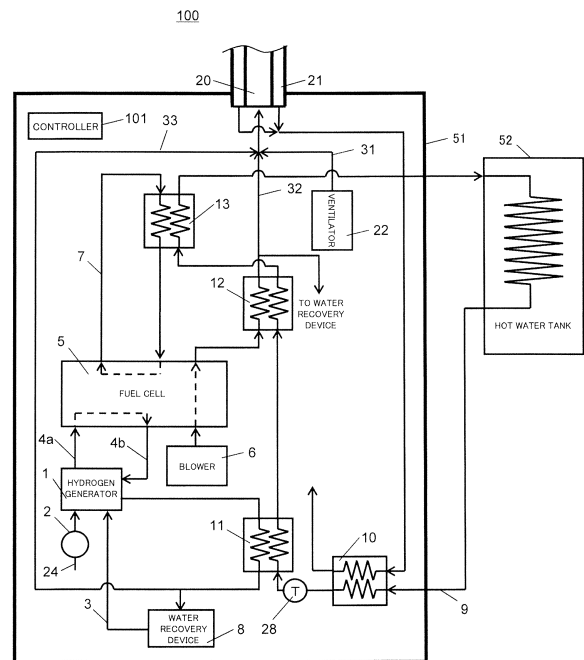 100
20
21
CONTROLLER
101
33
31
51
52
13
32
VENTILATOR
22
7
12
TO WATER
RECOVERY
DEVICE
HOT WATER TANK
5
FUEL CELL
4a
4b
BLOWER
6
1
HYDROGEN
GENERATOR
2
11
10
24
T
28
9
3
WATER
RECOVERY
DEVICE
8